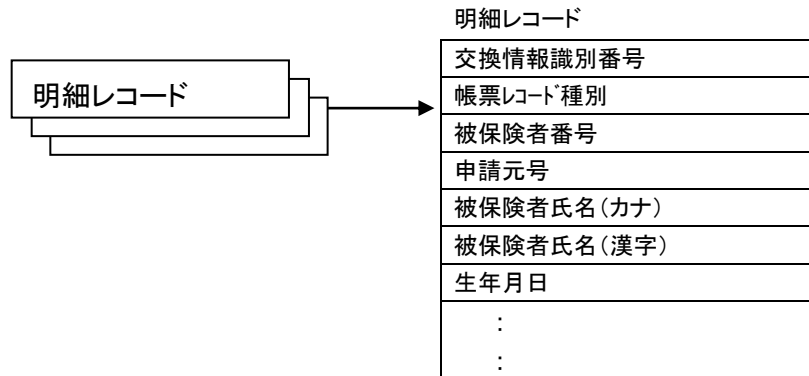 明細レコード
明細レコード
交換情報識別番号
帳票ﾚｺｰﾄﾞ種別
被保険者番号
申請元号
被保険者氏名(カナ)
被保険者氏名(漢字)
生年月日
:
: